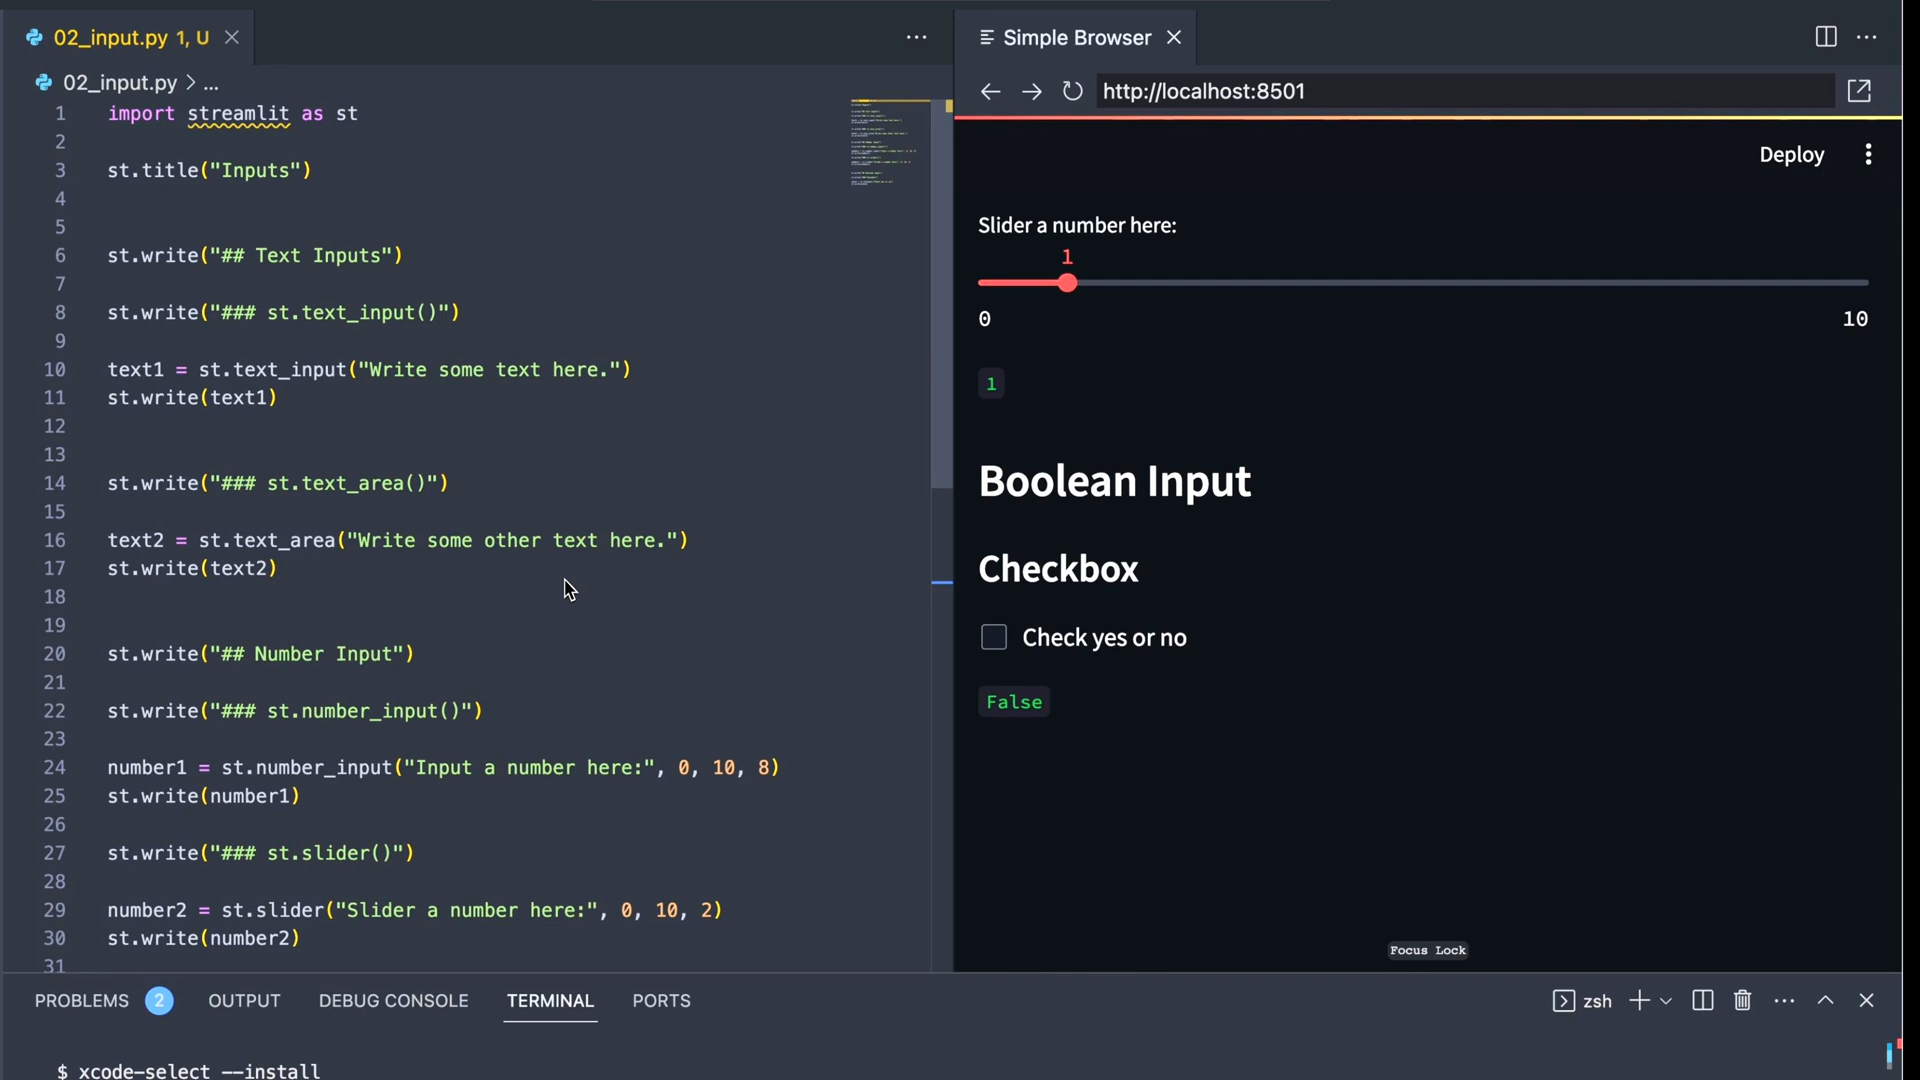 02_input.py 1, U
02_input.py > ...
1 import streamlit as st
2
3 st.title("Inputs")
4
5
6 st.write("## Text Inputs")
7
8 st.write("### st.text_input()")
9
10 text1 = st.text_input("Write some text here.")
11 st.write(text1)
12
13
14 st.write("### st.text_area()")
15
16 text2 = st.text_area("Write some other text here.")
17 st.write(text2)
18
19
20 st.write("## Number Input")
21
22 st.write("### st.number_input()")
23
24 number1 = st.number_input("Input a number here:", 0, 10, 8)
25 st.write(number1)
26
27 st.write("### st.slider()")
28
29 number2 = st.slider("Slider a number here:", 0, 10, 2)
30 st.write(number2)
31
Simple Browser
http://localhost:8501
Deploy
Slider a number here:
1
0 10
1
Boolean Input
Checkbox
Check yes or no
False
Focus Lock
PROBLEMS 2 OUTPUT DEBUG CONSOLE TERMINAL PORTS zsh
$ xcode-select --install